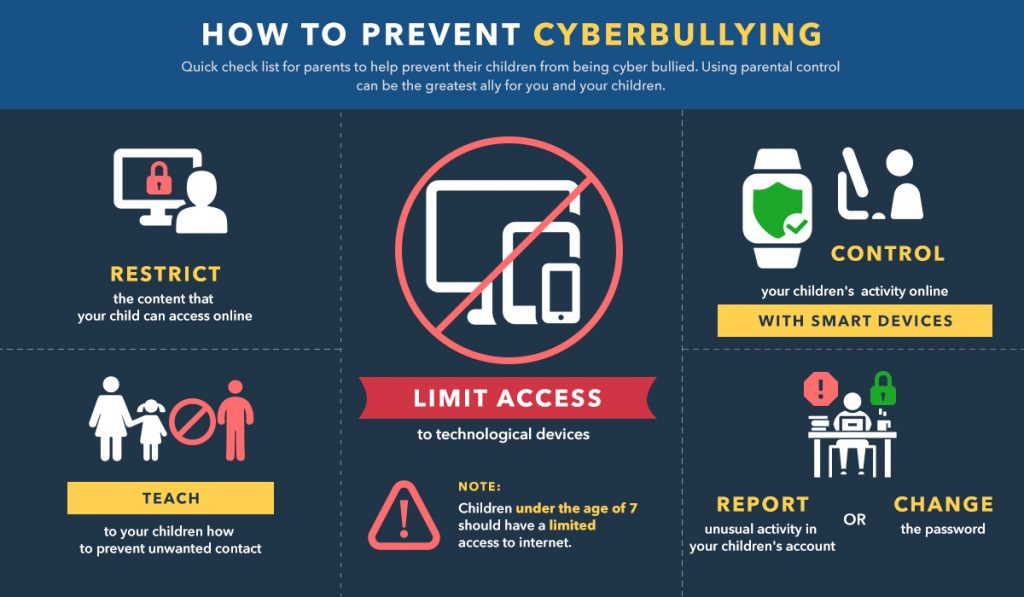 HOW TO PREVENT CYBERBULLYING
Quick check list for parents to help prevent their children from being cyber bullied. Using parental control
can be the greatest ally for you and your children.
RESTRICT
the content that
your child can access online
TEACH
to your children how
to prevent unwanted contact
LIMIT ACCESS
to technological devices
NOTE:
Children under the age of 7
should have a limited
access to internet.
CONTROL
your children's activity online
WITH SMART DEVICES
REPORT
unusual activity in
your children's account
OR
CHANGE
the password